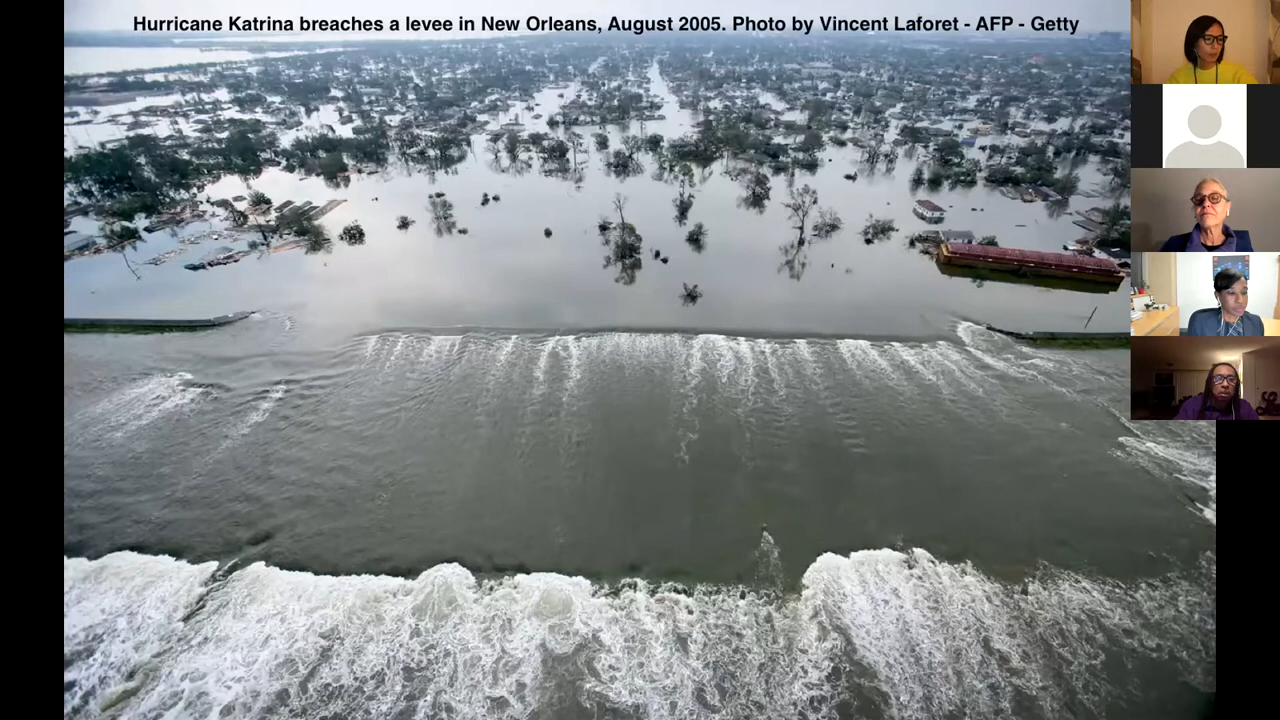 Hurricane Katrina breaches a levee in New Orleans, August 2005. Photo by Vincent Laforet - AFP - Getty